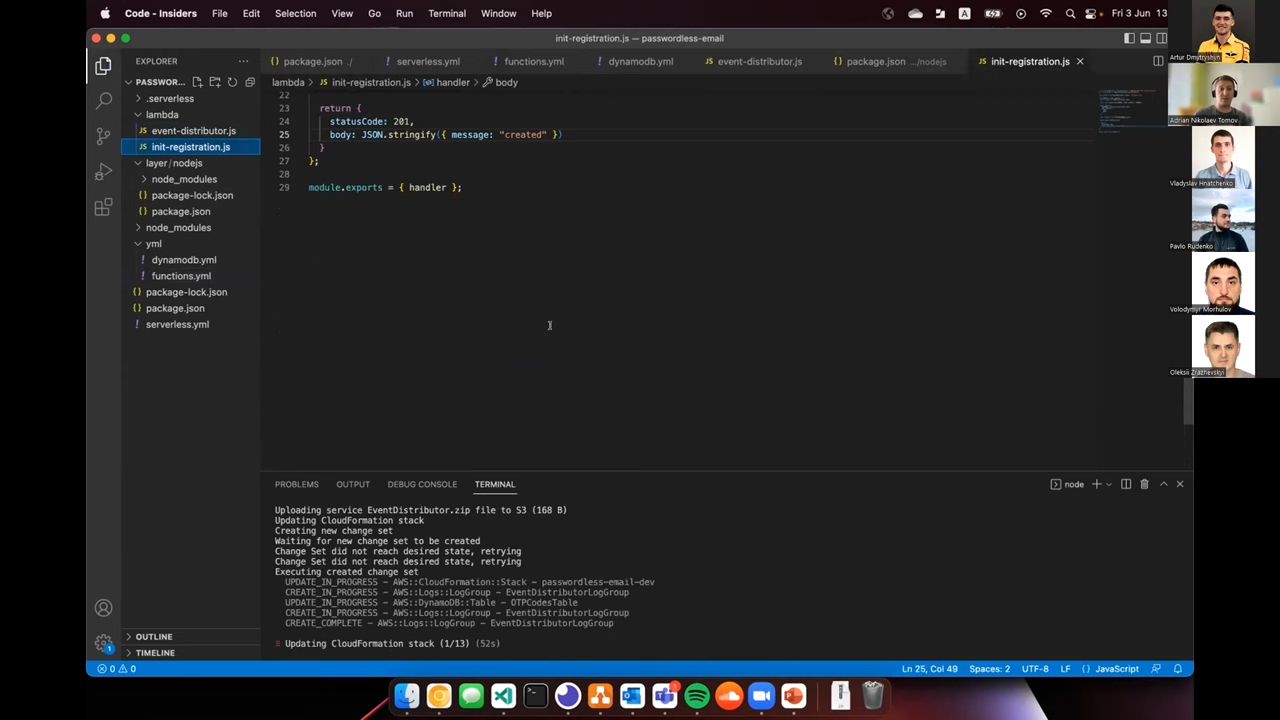 Code - Insiders File Edit Selection View Go Run Terminal Window Help
A
Fri 3 Jun 13
init-registration.js — passwordless-email
EXPLORER
package.json ./
serverless.yml
functions.yml
dynamodb.yml
event-distributor.js
package.json .../nodejs
init-registration.js
PASSWOR...
lambda > init-registration.js > handler > body
.serverless
lambda
event-distributor.js
init-registration.js
layer/nodejs
node_modules
package-lock.json
package.json
node_modules
yml
dynamodb.yml
functions.yml
package-lock.json
package.json
serverless.yml
OUTLINE
TIMELINE
22
23 return {
24 statusCode: 201,
25 body: JSON.stringify({ message: "created" })
26 }
27 };
28
29 module.exports = { handler };
PROBLEMS OUTPUT DEBUG CONSOLE TERMINAL
node
Uploading service EventDistributor.zip file to S3 (168 B)
Updating CloudFormation stack
Creating new change set
Waiting for new change set to be created
Change Set did not reach desired state, retrying
Change Set did not reach desired state, retrying
Executing created change set
UPDATE_IN_PROGRESS - AWS::CloudFormation::Stack - passwordless-email-dev
CREATE_IN_PROGRESS - AWS::Logs::LogGroup - EventDistributorLogGroup
UPDATE_IN_PROGRESS - AWS::DynamoDB::Table - OTPCodesTable
CREATE_IN_PROGRESS - AWS::Logs::LogGroup - EventDistributorLogGroup
CREATE_COMPLETE - AWS::Logs::LogGroup - EventDistributorLogGroup
Updating CloudFormation stack (1/13) (52s)
1
0 0
Ln 25, Col 49 Spaces: 2 UTF-8 LF { } JavaScript
Artur Dmytryshyn
Adrian Nikolaev Tomov
Vladyslav Hnatchenko
Pavlo Rudenko
Volodymyr Morhulov
Oleksii Zrazhevskyi